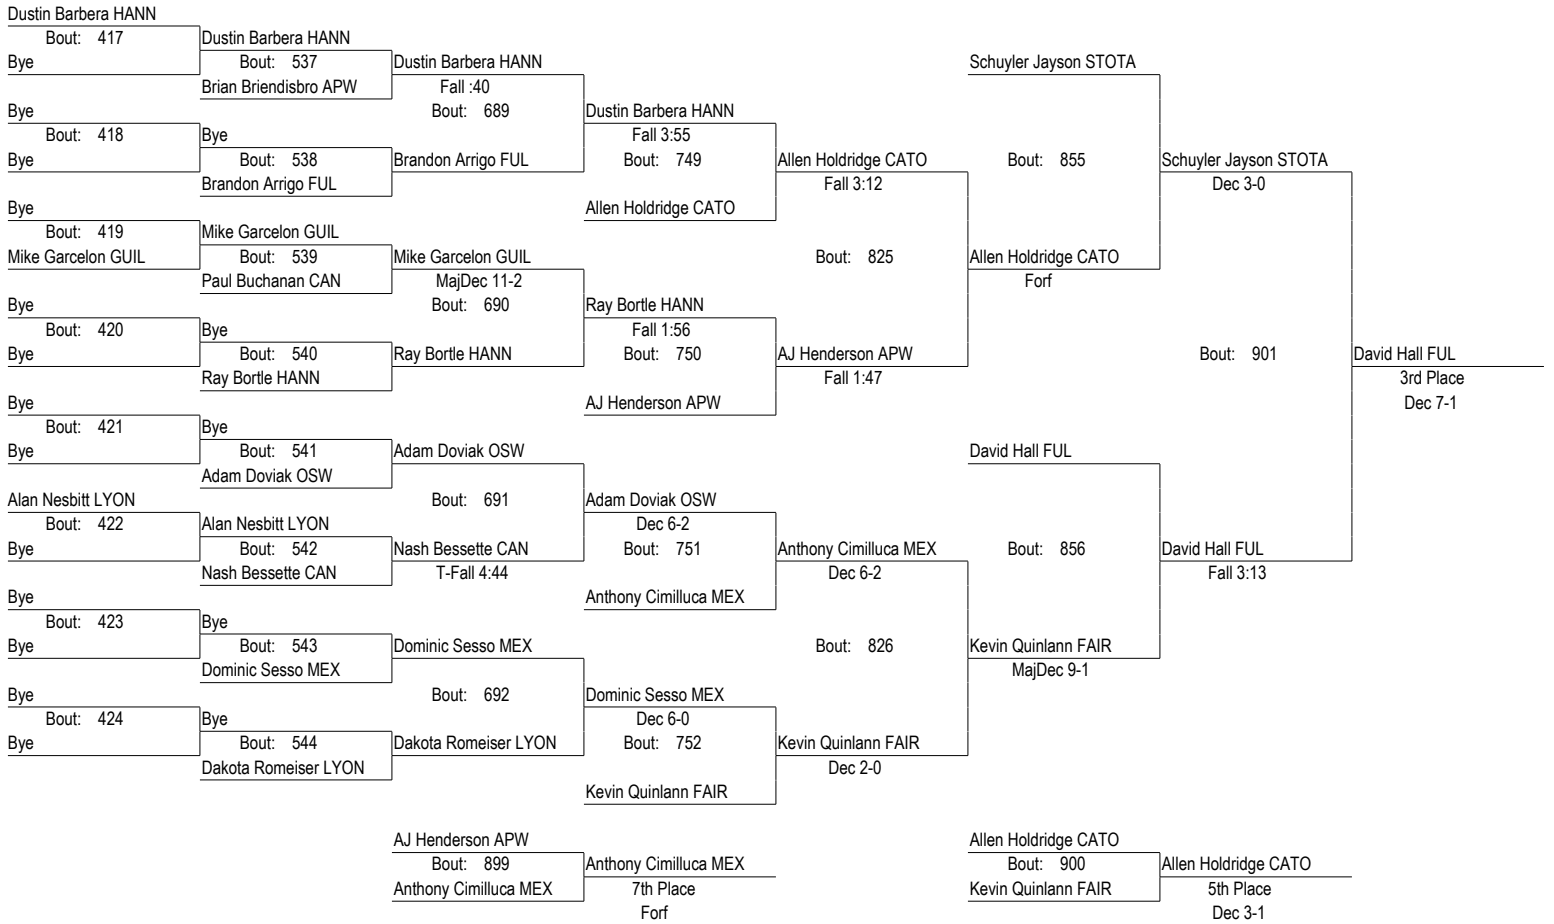 Dustin Barbera HANN
Bout: 417 Dustin Barbera HANN
Bye Bout: 537 Dustin Barbera HANN Schuyler Jayson STOTA
Brian Briendisbro APW Fall :40
Bye Bout: 689 Dustin Barbera HANN
Bout: 418 Bye Fall 3:55
Bye Bout: 538 Brandon Arrigo FUL Bout: 749 Allen Holdridge CATO Bout: 855 Schuyler Jayson STOTA
Brandon Arrigo FUL Fall 3:12 Dec 3-0
Bye Allen Holdridge CATO
Bout: 419 Mike Garcelon GUIL
Mike Garcelon GUIL Bout: 539 Mike Garcelon GUIL Bout: 825 Allen Holdridge CATO
Paul Buchanan CAN MajDec 11-2 Forf
Bye Bout: 690 Ray Bortle HANN
Bout: 420 Bye Fall 1:56
Bye Bout: 540 Ray Bortle HANN Bout: 750 AJ Henderson APW Bout: 901 David Hall FUL
Ray Bortle HANN Fall 1:47 3rd Place
Bye AJ Henderson APW Dec 7-1
Bout: 421 Bye
Bye Bout: 541 Adam Doviak OSW David Hall FUL
Adam Doviak OSW
Alan Nesbitt LYON Bout: 691 Adam Doviak OSW
Bout: 422 Alan Nesbitt LYON Dec 6-2
Bye Bout: 542 Nash Bessette CAN Bout: 751 Anthony Cimilluca MEX Bout: 856 David Hall FUL
Nash Bessette CAN T-Fall 4:44 Dec 6-2 Fall 3:13
Bye Anthony Cimilluca MEX
Bout: 423 Bye
Bye Bout: 543 Dominic Sesso MEX Bout: 826 Kevin Quinlann FAIR
Dominic Sesso MEX MajDec 9-1
Bye Bout: 692 Dominic Sesso MEX
Bout: 424 Bye Dec 6-0
Bye Bout: 544 Dakota Romeiser LYON Bout: 752 Kevin Quinlann FAIR
Dakota Romeiser LYON Dec 2-0
Kevin Quinlann FAIR
AJ Henderson APW Allen Holdridge CATO
Bout: 899 Anthony Cimilluca MEX Bout: 900 Allen Holdridge CATO
Anthony Cimilluca MEX 7th Place Kevin Quinlann FAIR 5th Place
Forf Dec 3-1